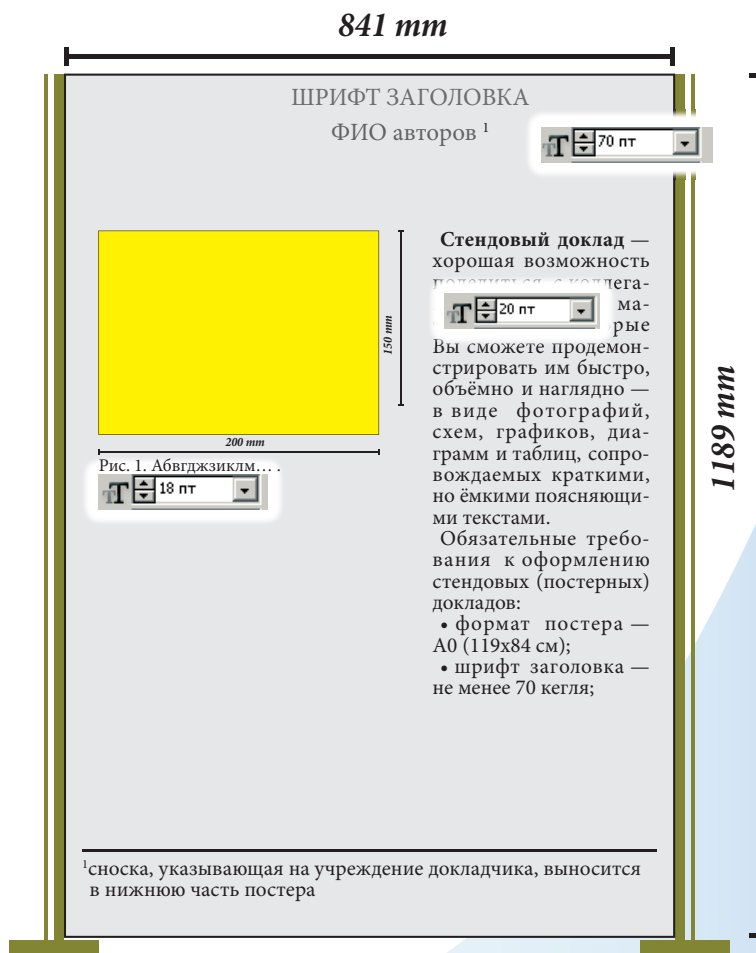 841 mm
ШРИФТ ЗАГОЛОВКА
ФИО авторов ¹
70 пт
150 mm
200 mm
Рис. 1. Абвгджзиклм... .
18 пт
Стендовый доклад —
хорошая возможность
поделиться с коллега-
20 пт
ма-
рые
Вы сможете продемон-
стрировать им быстро,
объёмно и наглядно —
в виде фотографий,
схем, графиков, диа-
грамм и таблиц, сопро-
вождаемых краткими,
но ёмкими поясняющи-
ми текстами.
Обязательные требо-
вания к оформлению
стендовых (постерных)
докладов:
• формат постера —
А0 (119х84 см);
• шрифт заголовка —
не менее 70 кегля;
1189 mm
¹сноска, указывающая на учреждение докладчика, выносится
в нижнюю часть постера